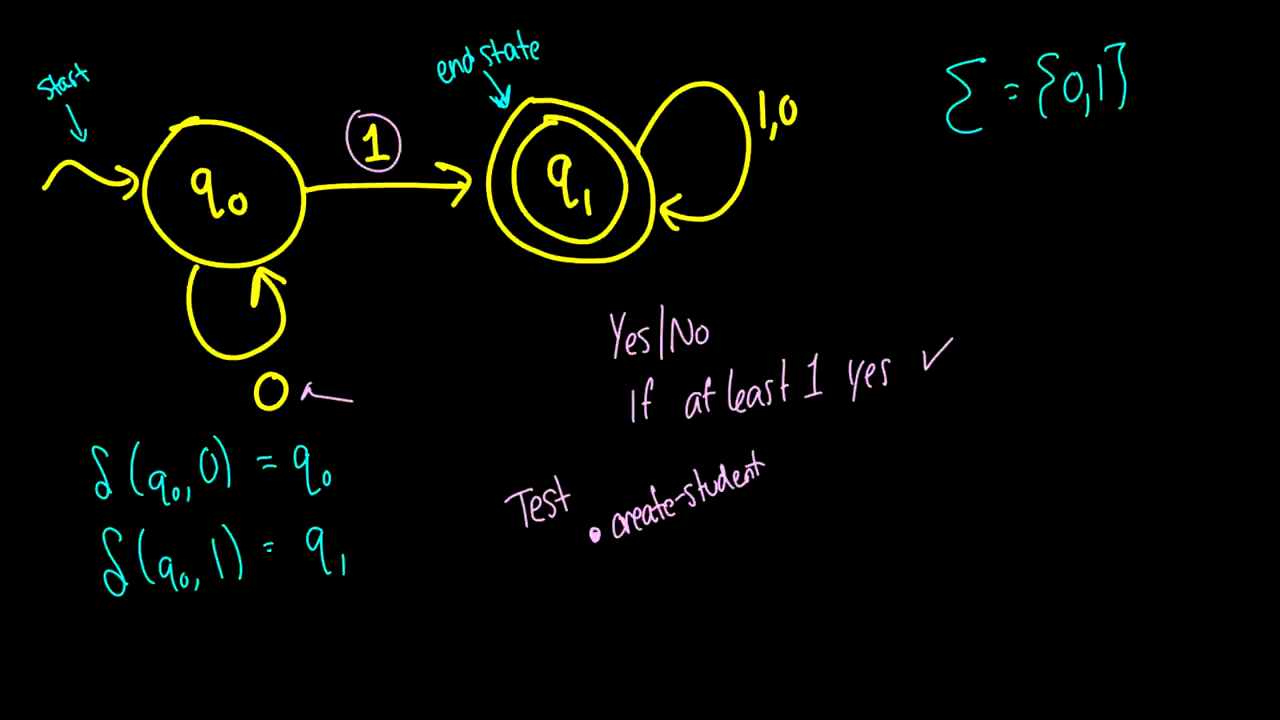 start
end state
Σ = {0,1}
1
1,0
q₀
q₁
0
Yes/No
If at least 1 yes ✓
δ(q₀, 0) = q₀
Test
• create-student
δ(q₀, 1) = q₁